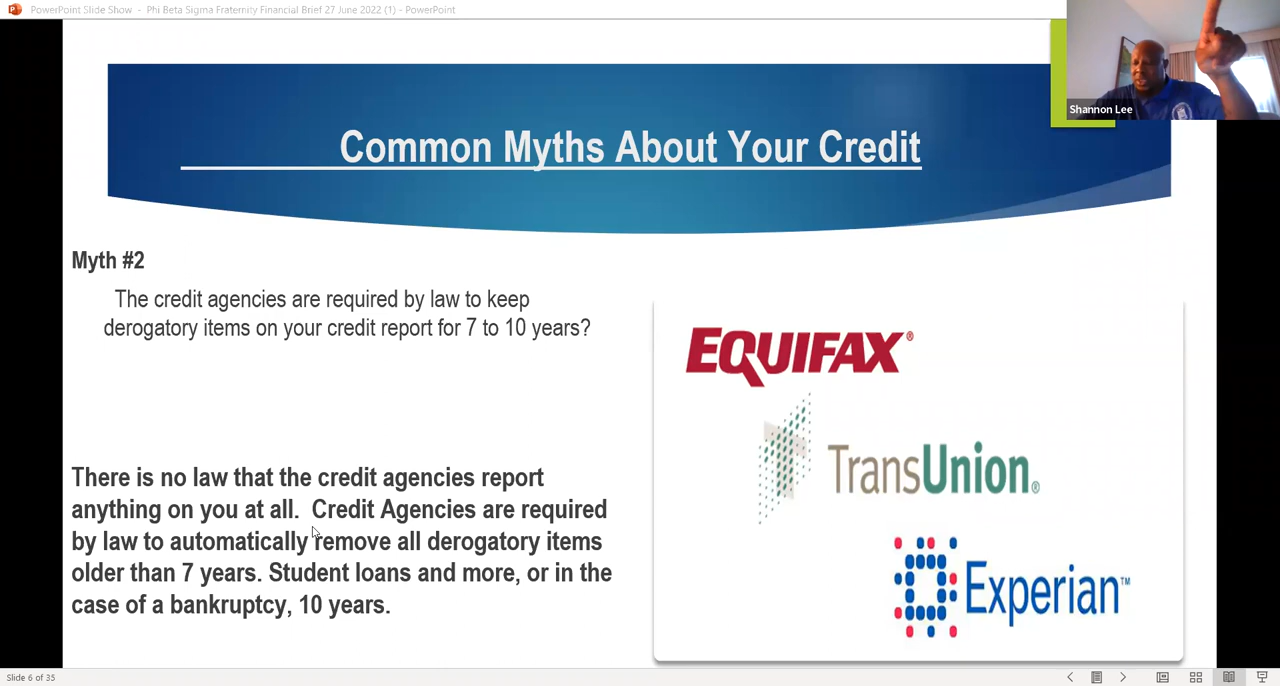 PowerPoint Slide Show - Phi Beta Sigma Fraternity Financial Brief 27 June 2022 (1) - PowerPoint
Shannon Lee
Common Myths About Your Credit
Myth #2
The credit agencies are required by law to keep
derogatory items on your credit report for 7 to 10 years?
There is no law that the credit agencies report
anything on you at all. Credit Agencies are required
by law to automatically remove all derogatory items
older than 7 years. Student loans and more, or in the
case of a bankruptcy, 10 years.
EQUIFAX®
TransUnion®
Experian™
Slide 6 of 35